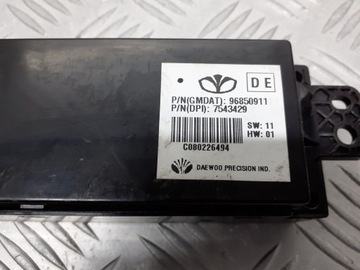 DE
P/N(GMDAT): 96850911
P/N(DPI): 7543429
SW: 11
HW: 01
C080226494
DAEWOO PRECISION IND.